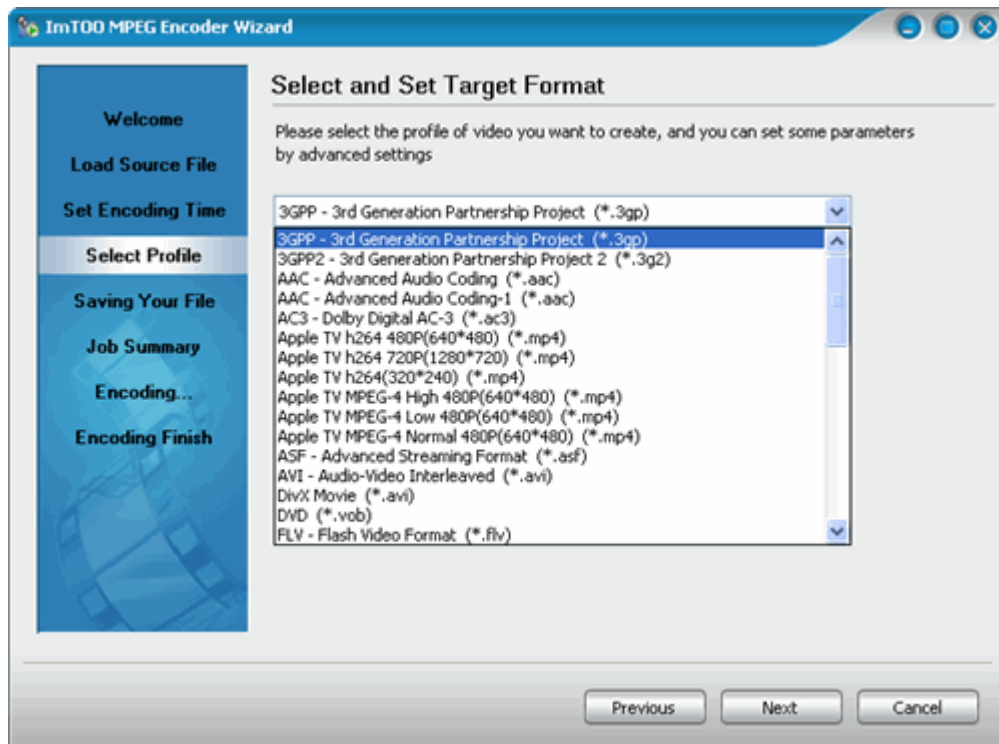 ImTOO MPEG Encoder Wizard
Welcome
Load Source File
Set Encoding Time
Select Profile
Saving Your File
Job Summary
Encoding...
Encoding Finish
Select and Set Target Format
Please select the profile of video you want to create, and you can set some parameters
by advanced settings
3GPP - 3rd Generation Partnership Project (*.3gp)
3GPP - 3rd Generation Partnership Project (*.3gp)
3GPP2 - 3rd Generation Partnership Project 2 (*.3g2)
AAC - Advanced Audio Coding (*.aac)
AAC - Advanced Audio Coding-1 (*.aac)
AC3 - Dolby Digital AC-3 (*.ac3)
Apple TV h264 480P(640*480) (*.mp4)
Apple TV h264 720P(1280*720) (*.mp4)
Apple TV h264(320*240) (*.mp4)
Apple TV MPEG-4 High 480P(640*480) (*.mp4)
Apple TV MPEG-4 Low 480P(640*480) (*.mp4)
Apple TV MPEG-4 Normal 480P(640*480) (*.mp4)
ASF - Advanced Streaming Format (*.asf)
AVI - Audio-Video Interleaved (*.avi)
DivX Movie (*.avi)
DVD (*.vob)
FLV - Flash Video Format (*.flv)
Previous
Next
Cancel